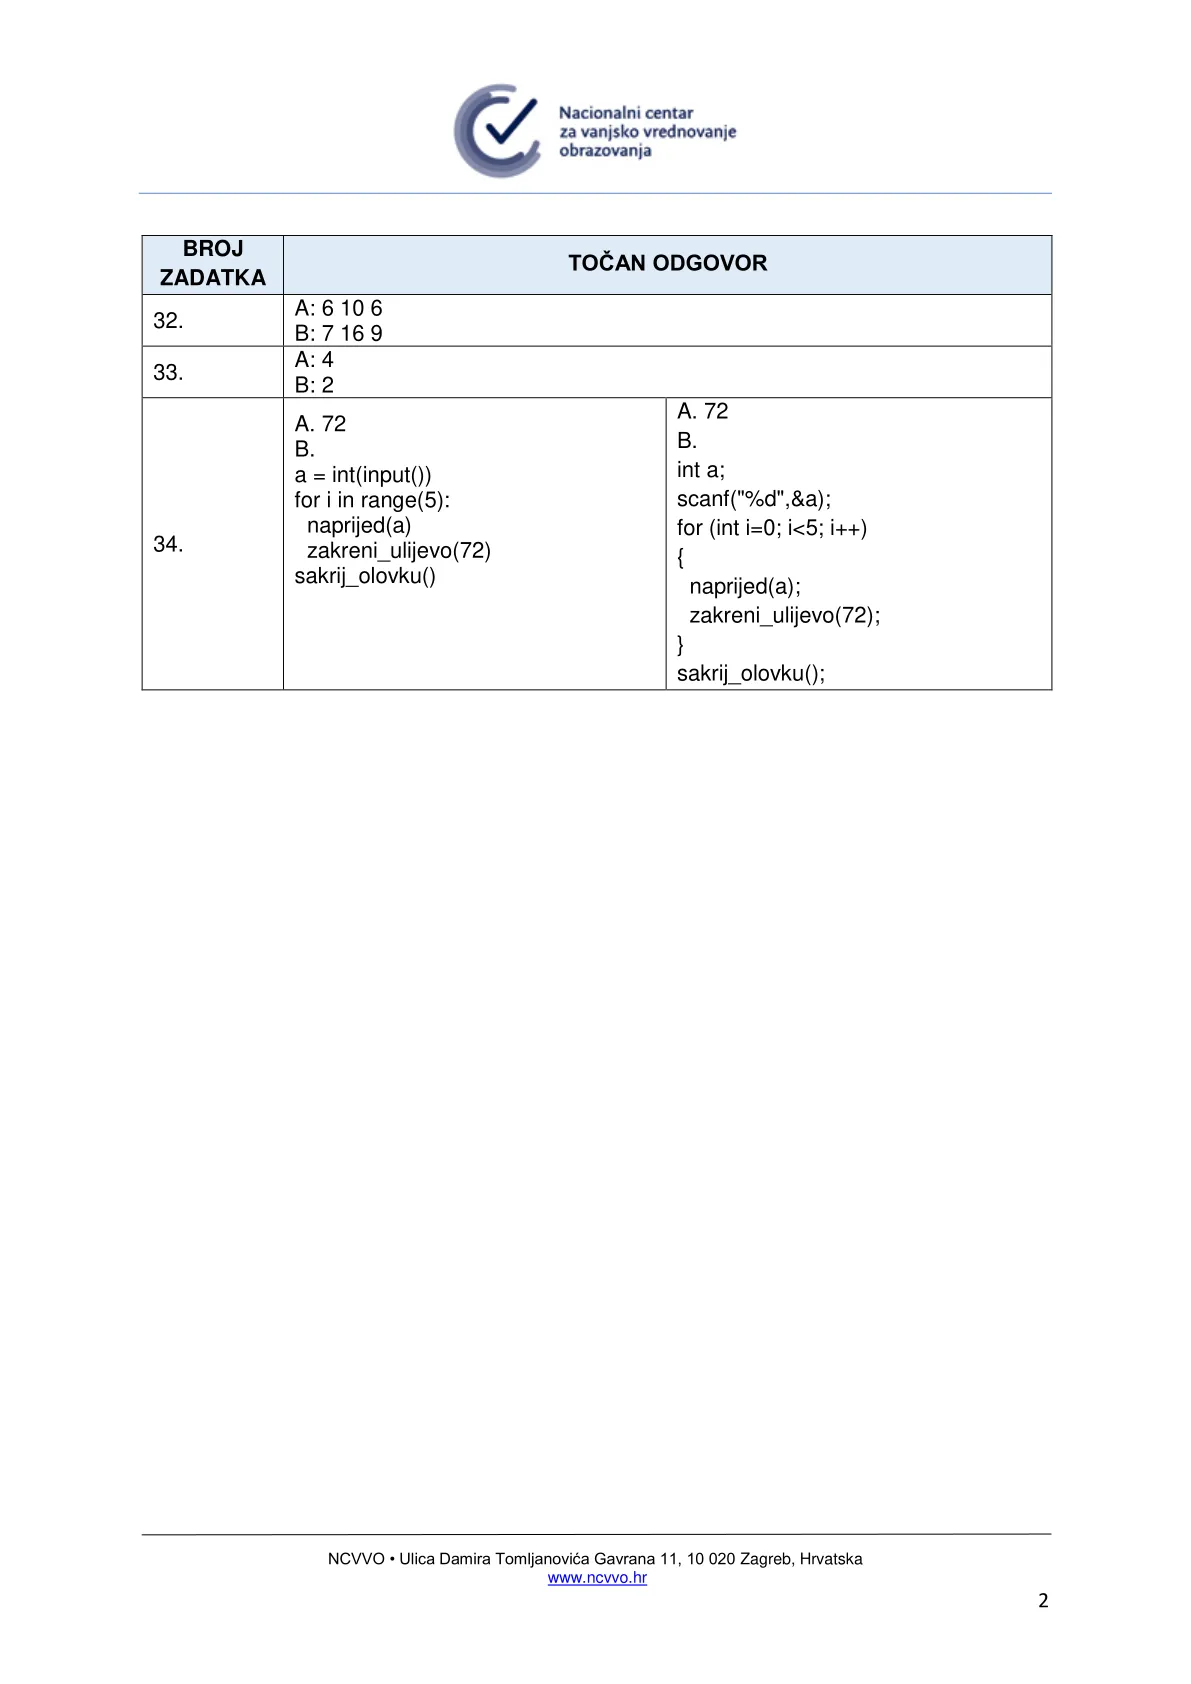 Nacionalni centar
za vanjsko vrednovanje
obrazovanja
BROJ
ZADATKA
TOČAN ODGOVOR
32.
A: 6 10 6
B: 7 16 9
33.
A: 4
B: 2
34.
A. 72
B.
a = int(input())
for i in range(5):
  naprijed(a)
  zakreni_ulijevo(72)
sakrij_olovku()
A. 72
B.
int a;
scanf("%d",&a);
for (int i=0; i<5; i++)
{
  naprijed(a);
  zakreni_ulijevo(72);
}
sakrij_olovku();
NCVVO • Ulica Damira Tomljanovića Gavrana 11, 10 020 Zagreb, Hrvatska
www.ncvvo.hr
2